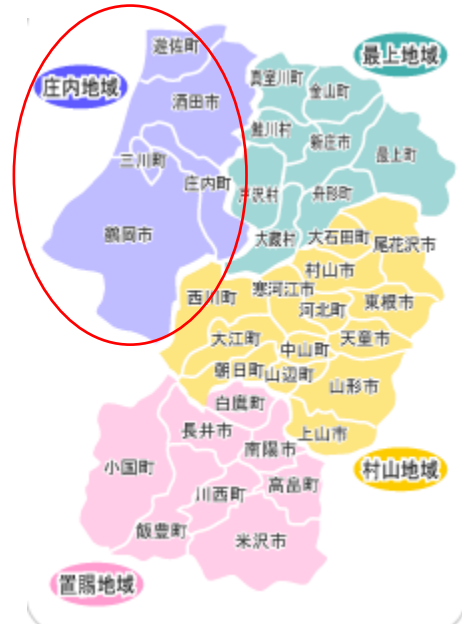 遊佐町
最上地域
庄内地域
真室川町
金山町
酒田市
鮭川村
新庄市
最上町
三川町
庄内町
戸沢村
舟形町
鶴岡市
大蔵村
大石田町
尾花沢市
村山市
西川町
寒河江市
河北町
東根市
大江町
中山町
天童市
朝日町
山辺町
山形市
白鷹町
長井市
上山市
南陽市
小国町
村山地域
川西町
高畠町
飯豊町
米沢市
置賜地域